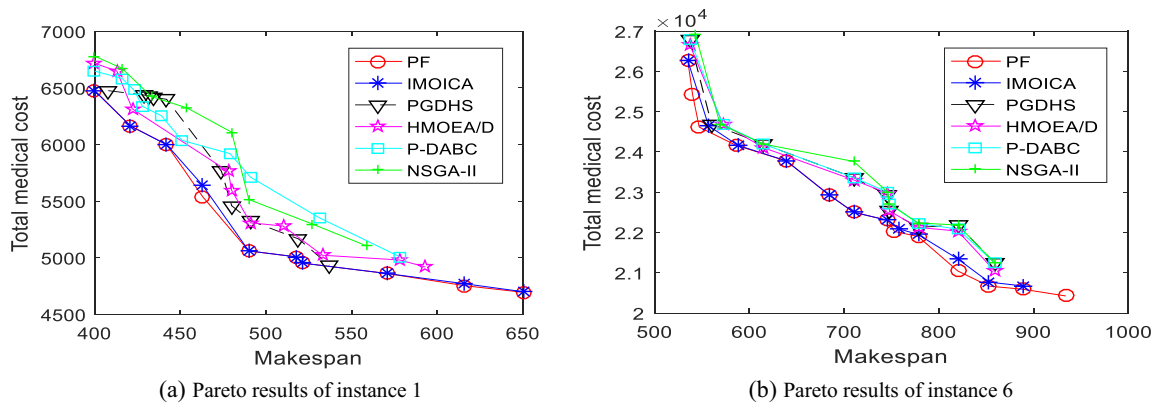 7000
6500
6000
5500
5000
4500
400
450
500
550
600
650
Total medical cost
Makespan
PF
IMOICA
PGDHS
HMOEA/D
P-DABC
NSGA-II
(a) Pareto results of instance 1
× 10⁴
2.7
2.6
2.5
2.4
2.3
2.2
2.1
2
500
600
700
800
900
1000
Total medical cost
Makespan
PF
IMOICA
PGDHS
HMOEA/D
P-DABC
NSGA-II
(b) Pareto results of instance 6